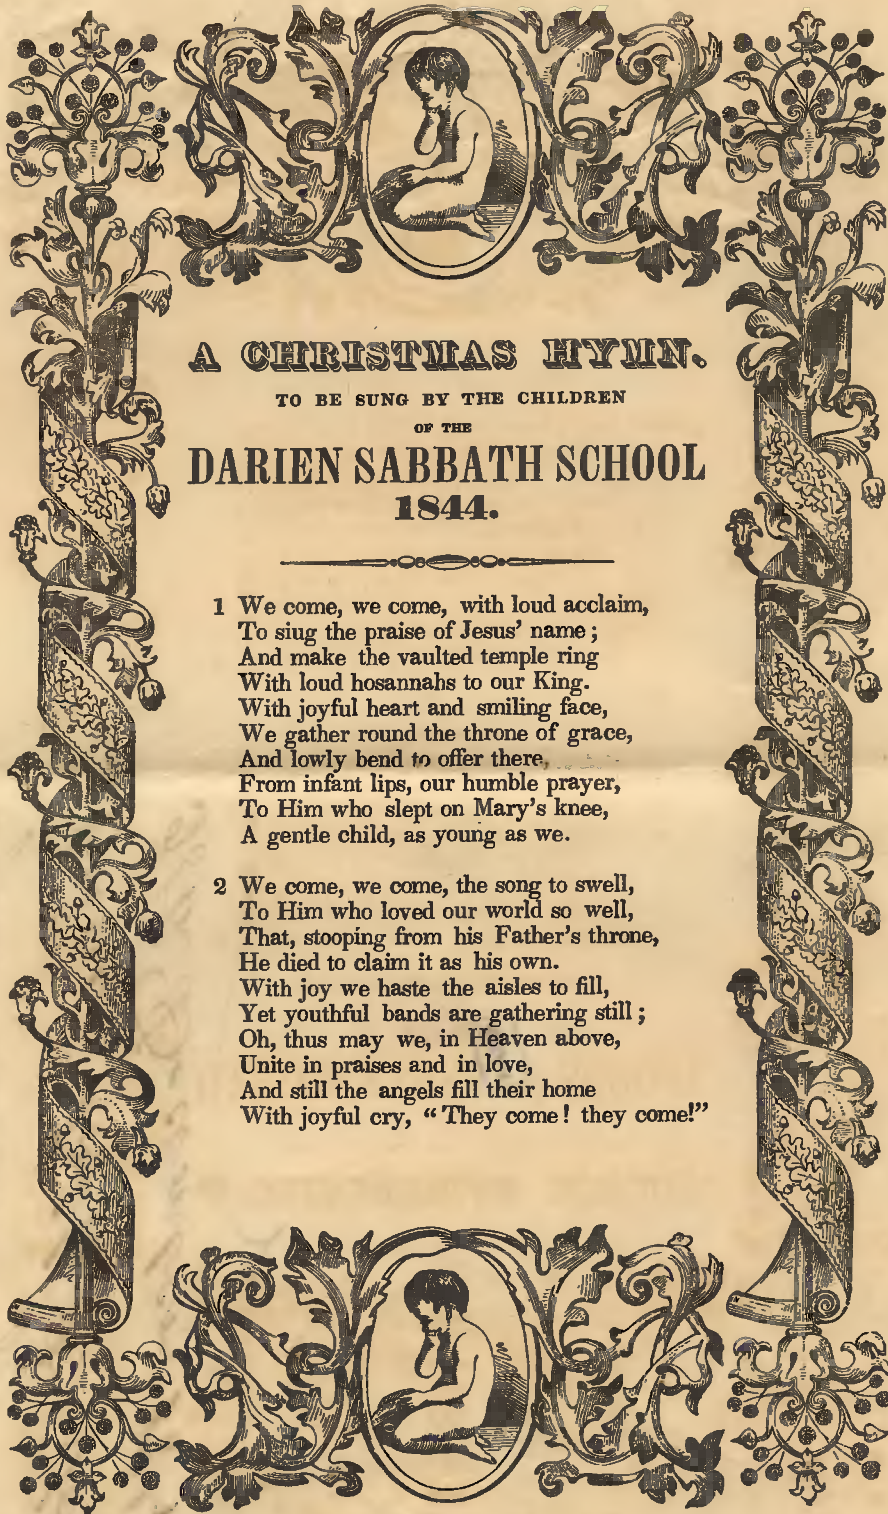 A CHRISTMAS HYMN.
TO BE SUNG BY THE CHILDREN
OF THE
DARIEN SABBATH SCHOOL
1844.
1 We come, we come, with loud acclaim,
To siug the praise of Jesus' name;
And make the vaulted temple ring
With loud hosannahs to our King.
With joyful heart and smiling face,
We gather round the throne of grace,
And lowly bend to offer there,
From infant lips, our humble prayer,
To Him who slept on Mary's knee,
A gentle child, as young as we.
2 We come, we come, the song to swell,
To Him who loved our world so well,
That, stooping from his Father's throne,
He died to claim it as his own.
With joy we haste the aisles to fill,
Yet youthful bands are gathering still;
Oh, thus may we, in Heaven above,
Unite in praises and in love,
And still the angels fill their home
With joyful cry, "They come! they come!"